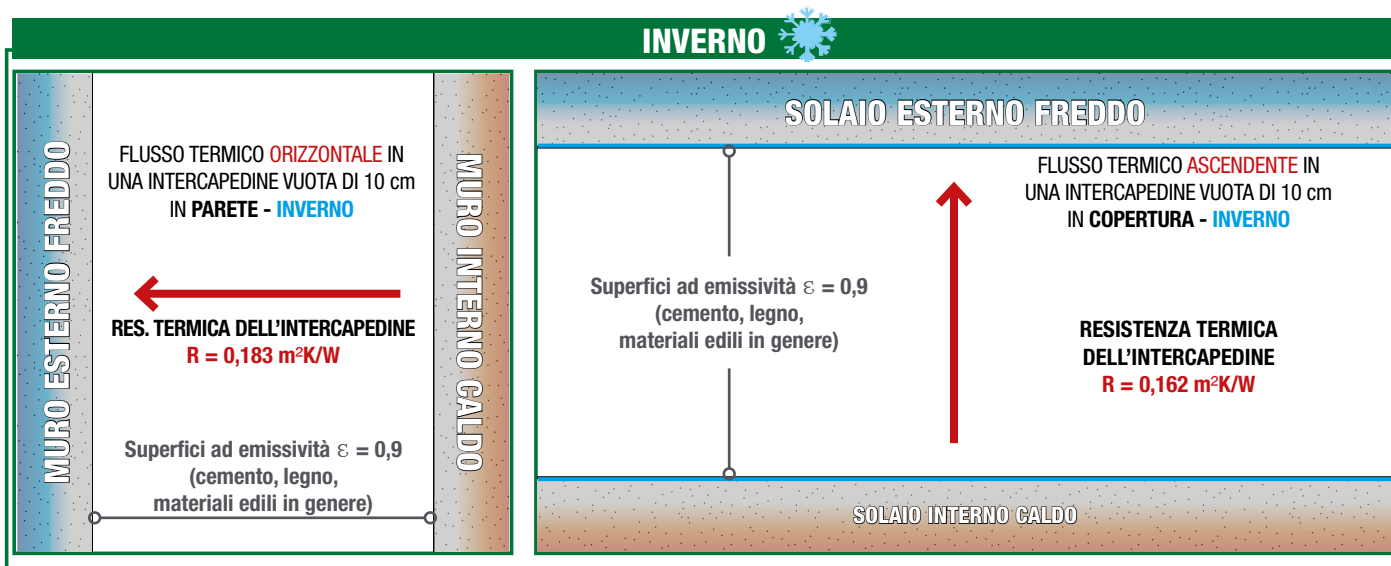 INVERNO
MURO ESTERNO FREDDO
FLUSSO TERMICO ORIZZONTALE IN
UNA INTERCAPEDINE VUOTA DI 10 cm
IN PARETE - INVERNO
RES. TERMICA DELL'INTERCAPEDINE
R = 0,183 m²K/W
Superfici ad emissività ε = 0,9
(cemento, legno,
materiali edili in genere)
MURO INTERNO CALDO
SOLAIO ESTERNO FREDDO
Superfici ad emissività ε = 0,9
(cemento, legno,
materiali edili in genere)
FLUSSO TERMICO ASCENDENTE IN
UNA INTERCAPEDINE VUOTA DI 10 cm
IN COPERTURA - INVERNO
RESISTENZA TERMICA
DELL'INTERCAPEDINE
R = 0,162 m²K/W
SOLAIO INTERNO CALDO